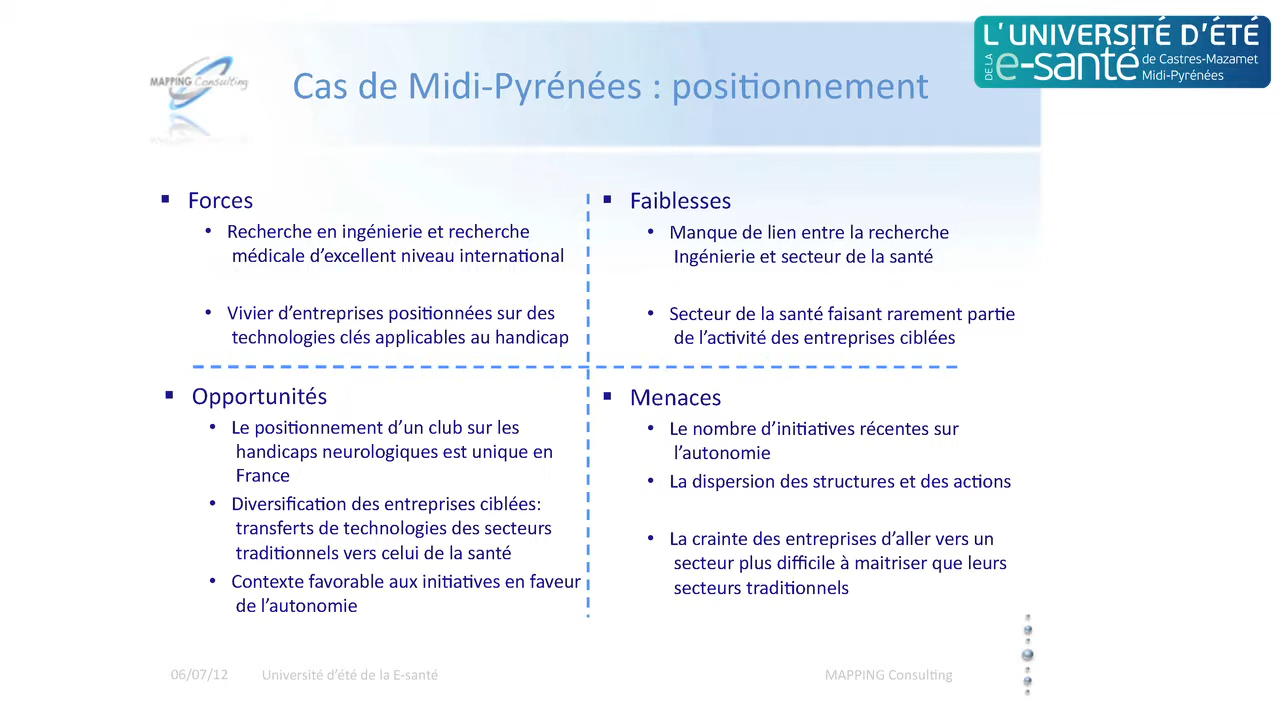 L'UNIVERSITÉ D'ÉTÉ
DE LA e-santé de Castres-Mazamet
Midi-Pyrénées
MAPPING Consulting
Cas de Midi-Pyrénées : positionnement
Forces
Recherche en ingénierie et recherche
médicale d'excellent niveau international
Vivier d'entreprises positionnées sur des
technologies clés applicables au handicap
Faiblesses
Manque de lien entre la recherche
Ingénierie et secteur de la santé
Secteur de la santé faisant rarement partie
de l'activité des entreprises ciblées
Opportunités
Le positionnement d'un club sur les
handicaps neurologiques est unique en
France
Diversification des entreprises ciblées:
transferts de technologies des secteurs
traditionnels vers celui de la santé
Contexte favorable aux initiatives en faveur
de l'autonomie
Menaces
Le nombre d'initiatives récentes sur
l'autonomie
La dispersion des structures et des actions
La crainte des entreprises d'aller vers un
secteur plus difficile à maitriser que leurs
secteurs traditionnels
06/07/12 Université d'été de la E-santé MAPPING Consulting